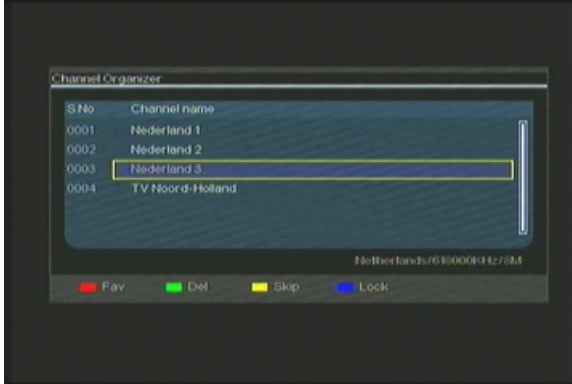 Channel Organizer
S.No Channel name
0001 Nederland 1
0002 Nederland 2
0003 Nederland 3
0004 TV Noord-Holland
Netherlands/618000KHz/8M
Fav Del Skip Lock